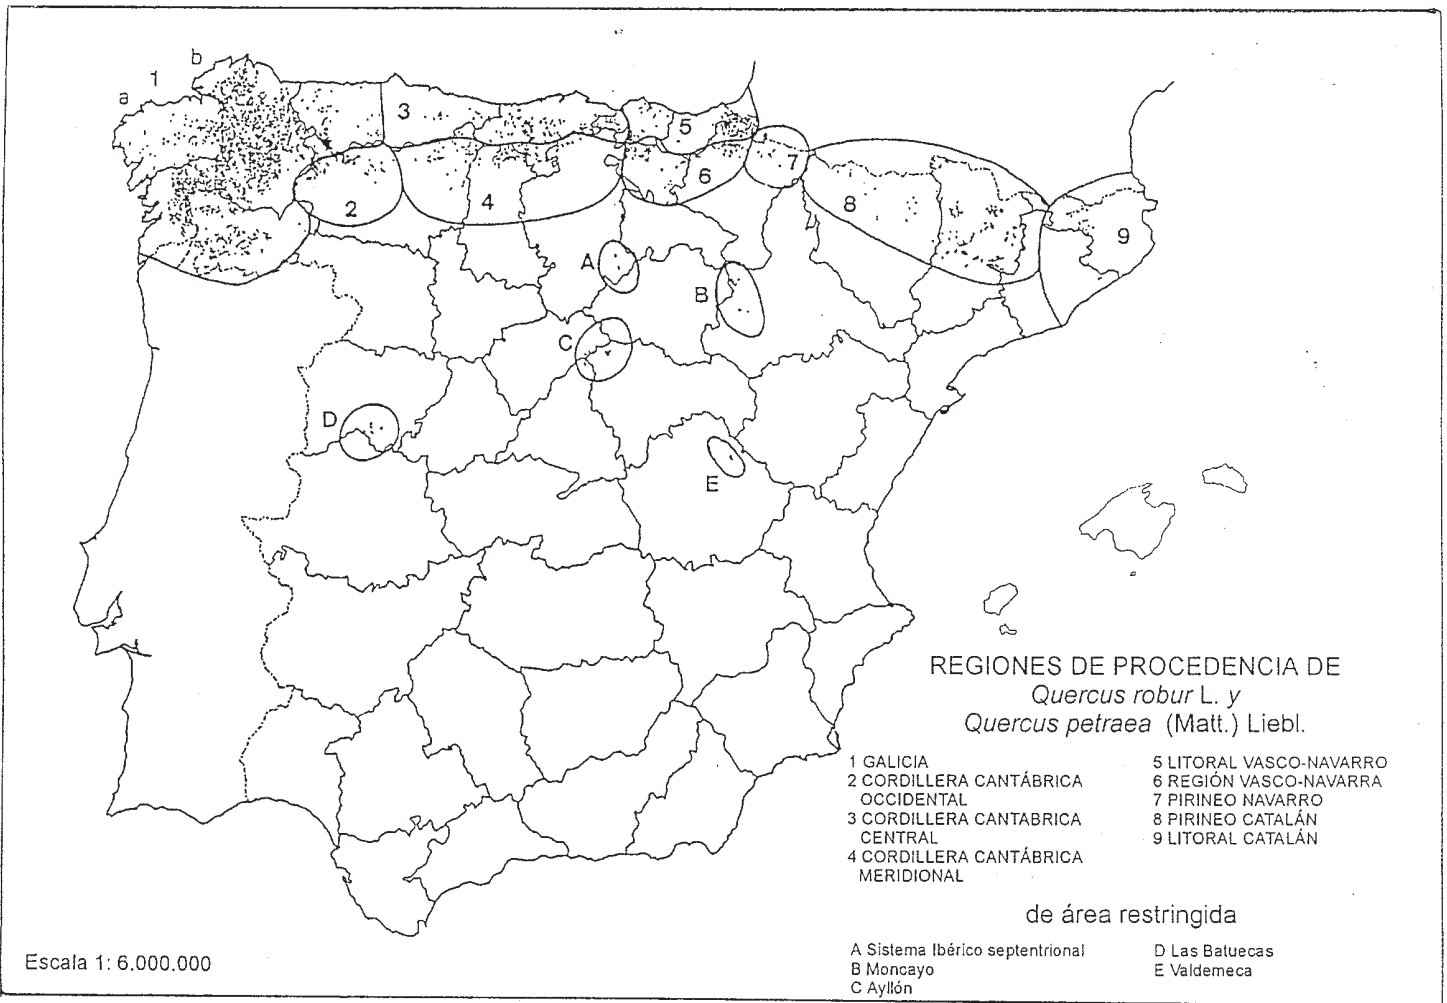 b
1
a
3
5
7
6
2
4
8
9
A
B
C
D
E
REGIONES DE PROCEDENCIA DE
Quercus robur L. y
Quercus petraea (Matt.) Liebl.
1 GALICIA
2 CORDILLERA CANTÁBRICA
OCCIDENTAL
3 CORDILLERA CANTABRICA
CENTRAL
4 CORDILLERA CANTÁBRICA
MERIDIONAL
5 LITORAL VASCO-NAVARRO
6 REGIÓN VASCO-NAVARRA
7 PIRINEO NAVARRO
8 PIRINEO CATALÁN
9 LITORAL CATALÁN
de área restringida
A Sistema Ibérico septentrional
B Moncayo
C Ayllón
D Las Batuecas
E Valdemeca
Escala 1: 6.000.000